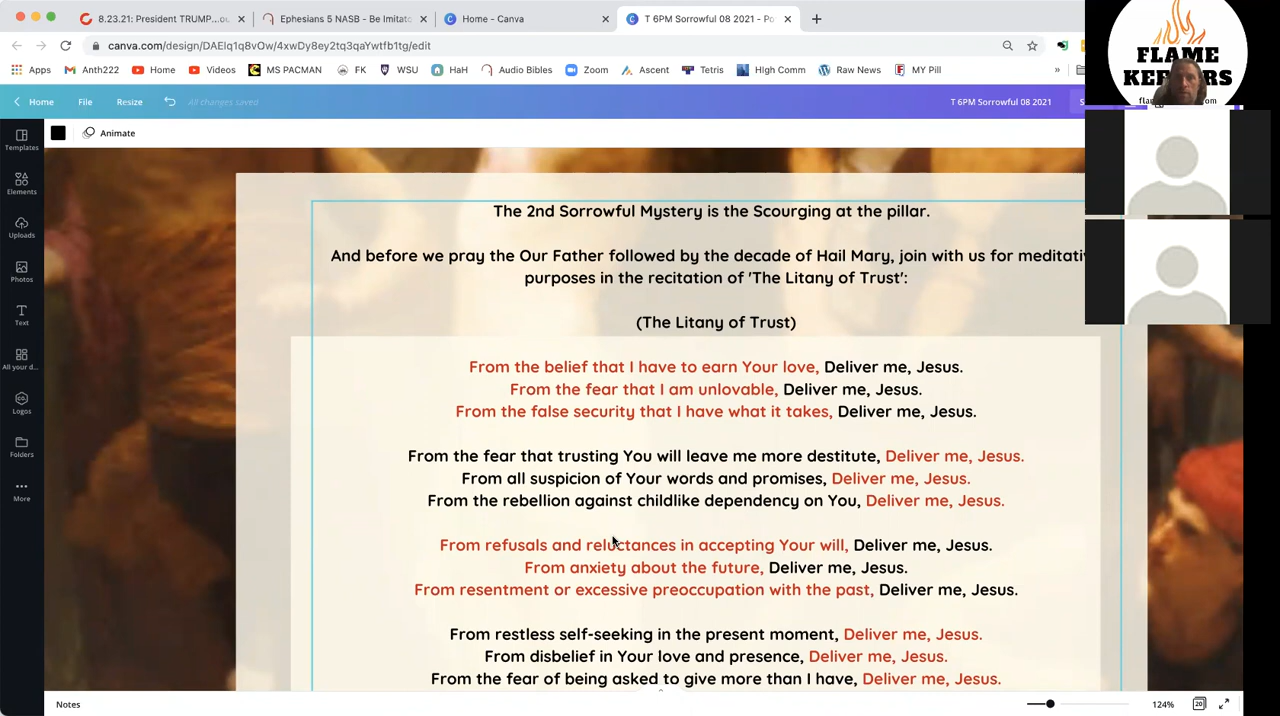 8.23.21: President TRUMP...ou
Ephesians 5 NASB - Be Imitato
Home - Canva
T 6PM Sorrowful 08 2021 - Po
canva.com/design/DAElq1q8vOw/4xwDy8ey2tq3qaYwtfb1tg/edit
Apps Anth222 Home Videos MS PACMAN FK WSU HaH Audio Bibles Zoom Ascent Tetris HIgh Comm Raw News MY Pill »
Home File Resize All changes saved T 6PM Sorrowful 08 2021 S
Animate
FLAME
KEEPERS
Templates
Elements
Uploads
Photos
Text
All your d...
Logos
Folders
More
The 2nd Sorrowful Mystery is the Scourging at the pillar.
And before we pray the Our Father followed by the decade of Hail Mary, join with us for meditativ
purposes in the recitation of 'The Litany of Trust':
(The Litany of Trust)
From the belief that I have to earn Your love, Deliver me, Jesus.
From the fear that I am unlovable, Deliver me, Jesus.
From the false security that I have what it takes, Deliver me, Jesus.
From the fear that trusting You will leave me more destitute, Deliver me, Jesus.
From all suspicion of Your words and promises, Deliver me, Jesus.
From the rebellion against childlike dependency on You, Deliver me, Jesus.
From refusals and reluctances in accepting Your will, Deliver me, Jesus.
From anxiety about the future, Deliver me, Jesus.
From resentment or excessive preoccupation with the past, Deliver me, Jesus.
From restless self-seeking in the present moment, Deliver me, Jesus.
From disbelief in Your love and presence, Deliver me, Jesus.
From the fear of being asked to give more than I have, Deliver me, Jesus.
Notes 124% 20